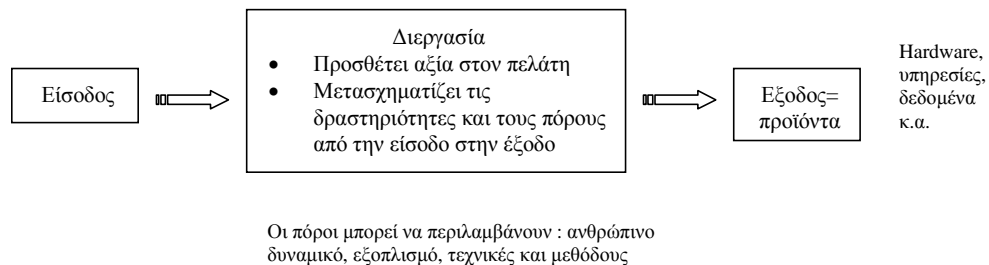 Είσοδος
Διεργασία
• Προσθέτει αξία στον πελάτη
• Μετασχηματίζει τις
δραστηριότητες και τους πόρους
από την είσοδο στην έξοδο
Εξοδος=
προϊόντα
Hardware,
υπηρεσίες,
δεδομένα
κ.α.
Οι πόροι μπορεί να περιλαμβάνουν : ανθρώπινο
δυναμικό, εξοπλισμό, τεχνικές και μεθόδους